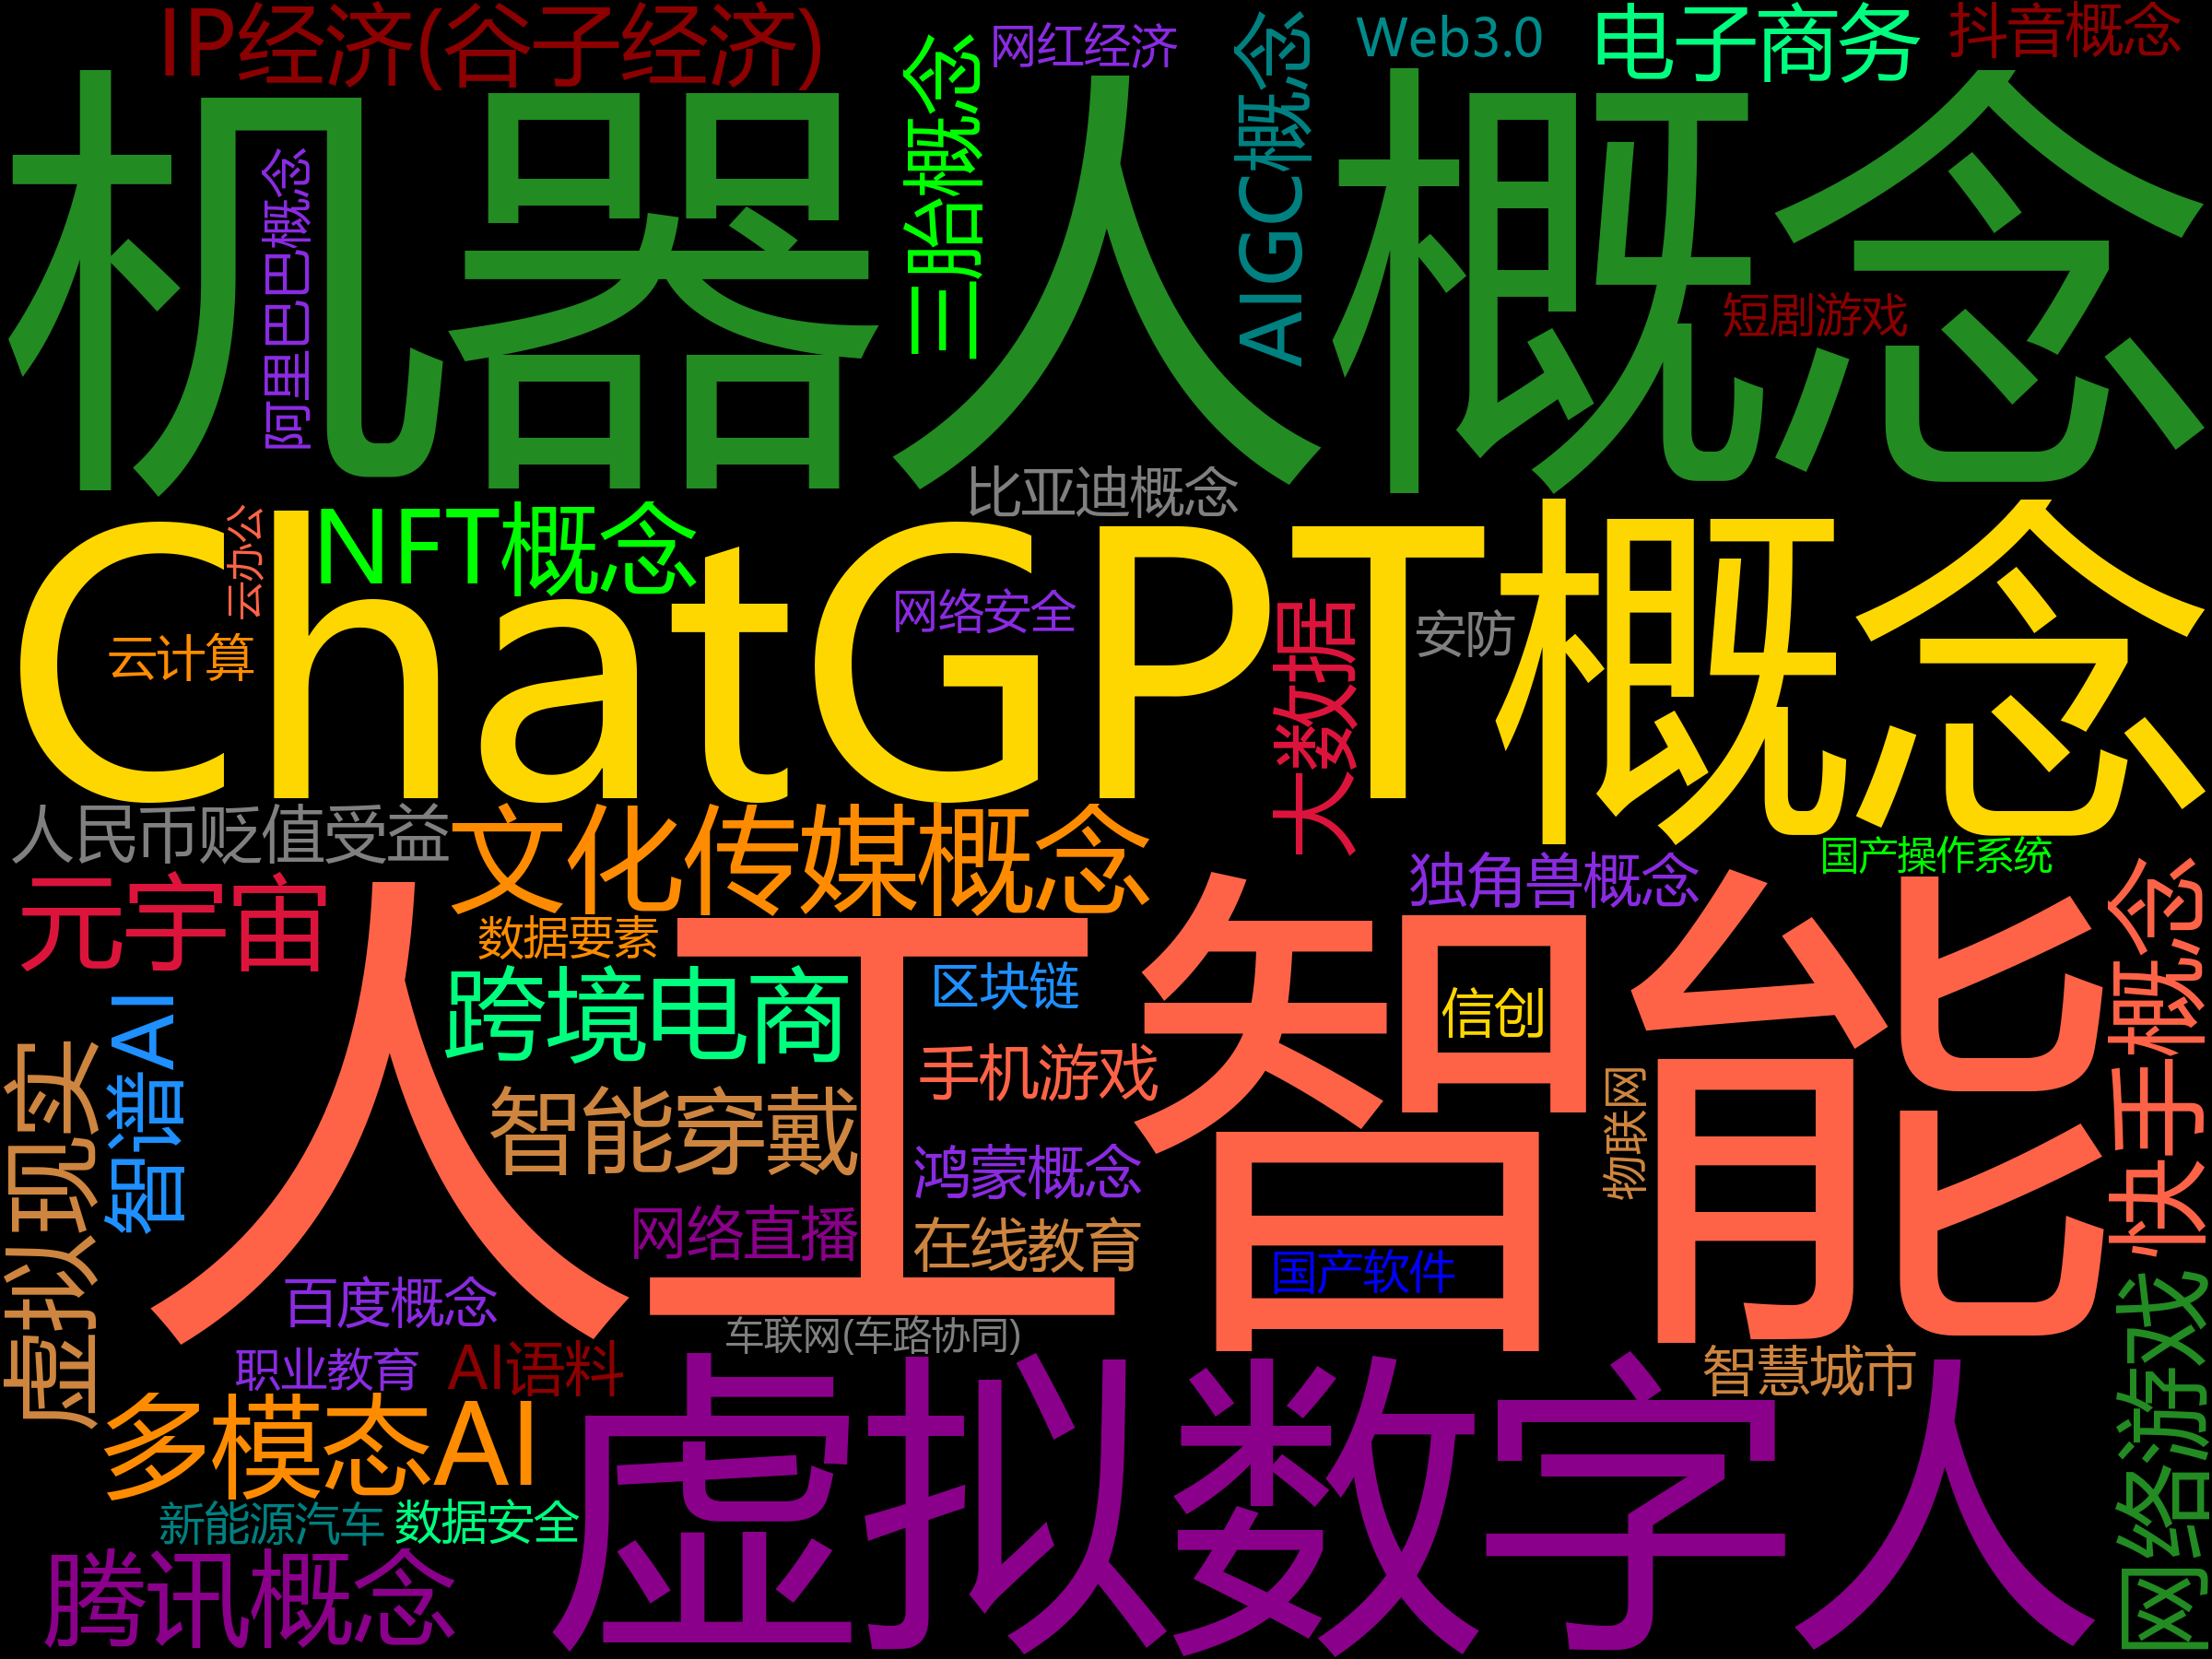 IP经济(谷子经济)
网红经济
Web3.0
电子商务
抖音概念
机器人概念
阿里巴巴概念
三胎概念
AIGC概念
短剧游戏
比亚迪概念
云办公
NFT概念
ChatGPT概念
云计算
网络安全
大数据
安防
人民币贬值受益
文化传媒概念
国产操作系统
独角兽概念
元宇宙
人工智能
快手概念
数据要素
跨境电商
区块链
信创
智谱AI
虚拟现实
手机游戏
智能穿戴
物联网
鸿蒙概念
网络直播
在线教育
国产软件
百度概念
网络游戏
车联网(车路协同)
职业教育
AI语料
智慧城市
虚拟数字人
多模态AI
新能源汽车
数据安全
腾讯概念